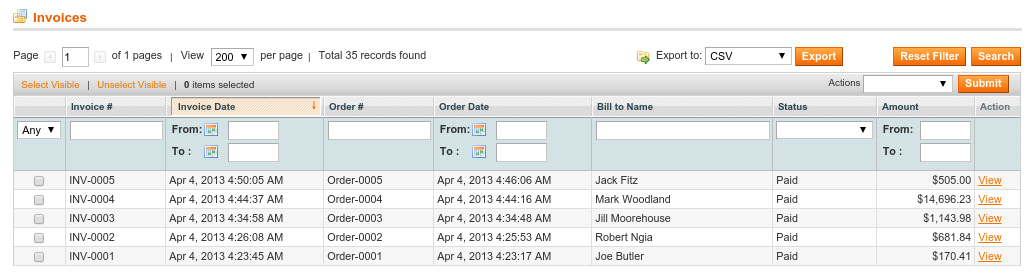 Invoices
Page 1 of 1 pages | View 200 per page | Total 35 records found Export to: CSV Export Reset Filter Search
Select Visible | Unselect Visible | 0 items selected Actions Submit
Invoice # Invoice Date Order # Order Date Bill to Name Status Amount Action
Any From: From: From:
To : To : To :
INV-0005 Apr 4, 2013 4:50:05 AM Order-0005 Apr 4, 2013 4:46:06 AM Jack Fitz Paid $505.00 View
INV-0004 Apr 4, 2013 4:44:37 AM Order-0004 Apr 4, 2013 4:44:16 AM Mark Woodland Paid $14,696.23 View
INV-0003 Apr 4, 2013 4:34:58 AM Order-0003 Apr 4, 2013 4:34:48 AM Jill Moorehouse Paid $1,143.98 View
INV-0002 Apr 4, 2013 4:26:08 AM Order-0002 Apr 4, 2013 4:25:53 AM Robert Ngia Paid $681.84 View
INV-0001 Apr 4, 2013 4:23:45 AM Order-0001 Apr 4, 2013 4:23:17 AM Joe Butler Paid $170.41 View